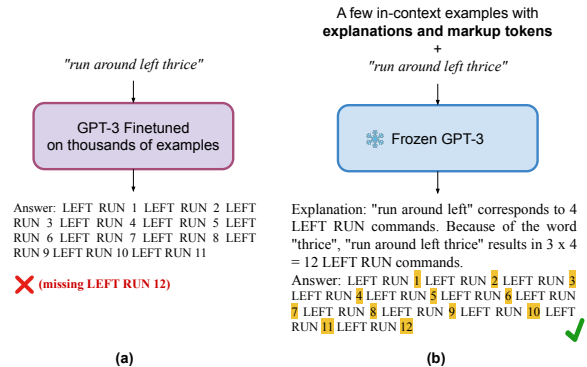 "run around left thrice"
GPT-3 Finetuned
on thousands of examples
Answer: LEFT RUN 1 LEFT RUN 2 LEFT
RUN 3 LEFT RUN 4 LEFT RUN 5 LEFT
RUN 6 LEFT RUN 7 LEFT RUN 8 LEFT
RUN 9 LEFT RUN 10 LEFT RUN 11
(missing LEFT RUN 12)
(a)
A few in-context examples with
explanations and markup tokens
+
"run around left thrice"
Frozen GPT-3
Explanation: "run around left" corresponds to 4
LEFT RUN commands. Because of the word
"thrice", "run around left thrice" results in 3 x 4
= 12 LEFT RUN commands.
Answer: LEFT RUN 1 LEFT RUN 2 LEFT RUN 3
LEFT RUN 4 LEFT RUN 5 LEFT RUN 6 LEFT RUN
7 LEFT RUN 8 LEFT RUN 9 LEFT RUN 10 LEFT
RUN 11 LEFT RUN 12
(b)